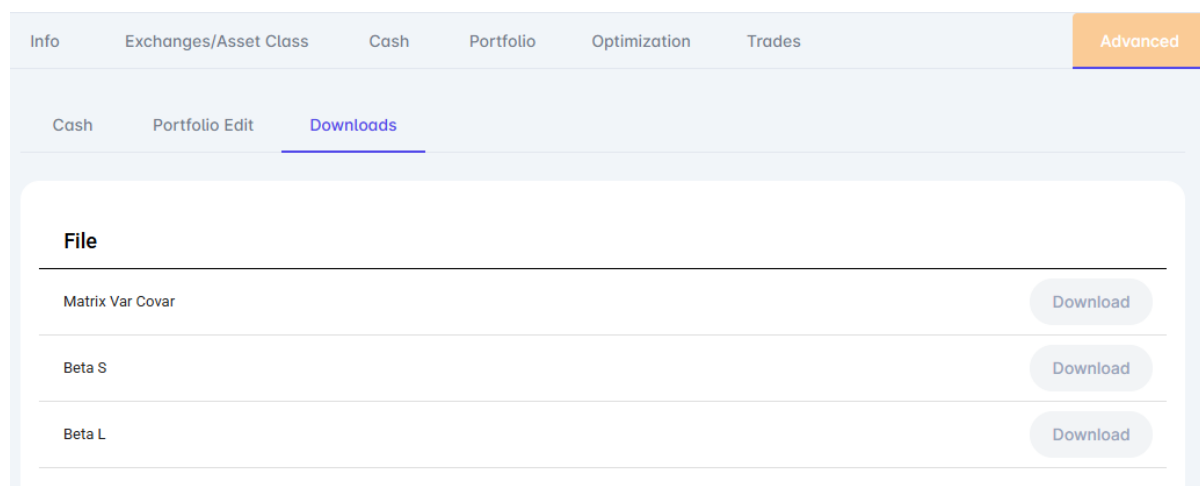 Info Exchanges/Asset Class Cash Portfolio Optimization Trades Advanced
Cash Portfolio Edit Downloads
File
Matrix Var Covar Download
Beta S Download
Beta L Download